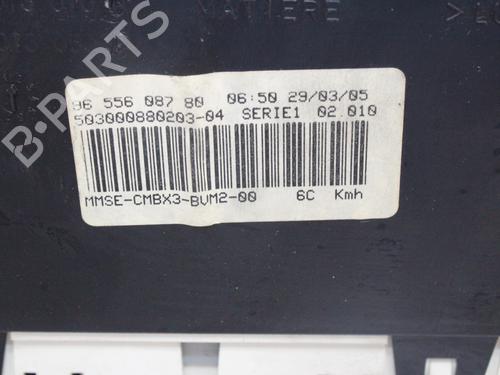 MATIERE
B-PARTS
96 556 087 80 06:50 29/03/05
503000880203-04 SERIE1 02.010
MMSE-CMBX3-BVM2-00 6C Kmh